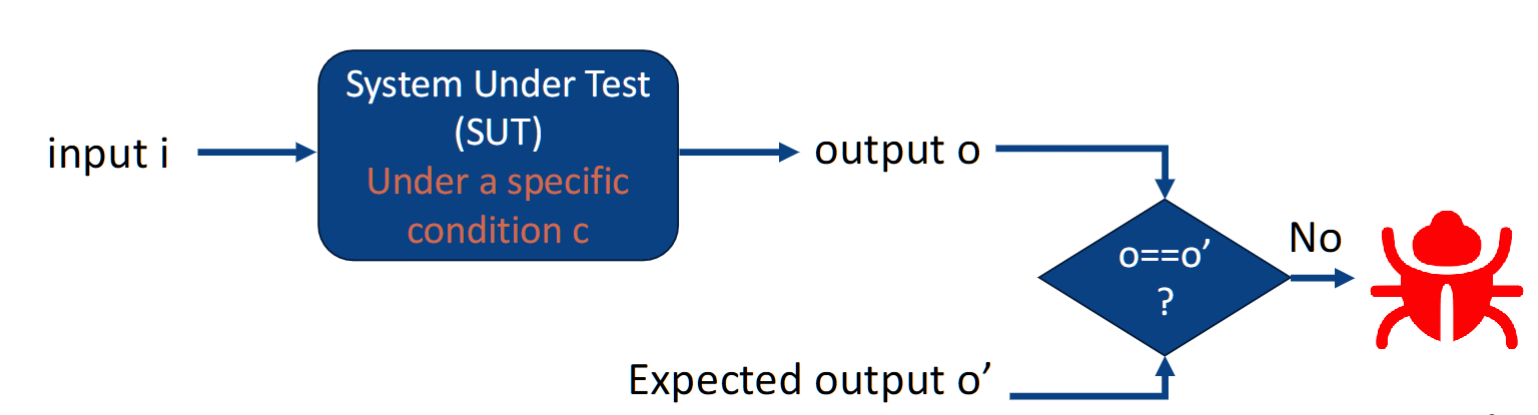 System Under Test
(SUT)
Under a specific
condition c
input i
output o
o==o’
?
No
Expected output o’